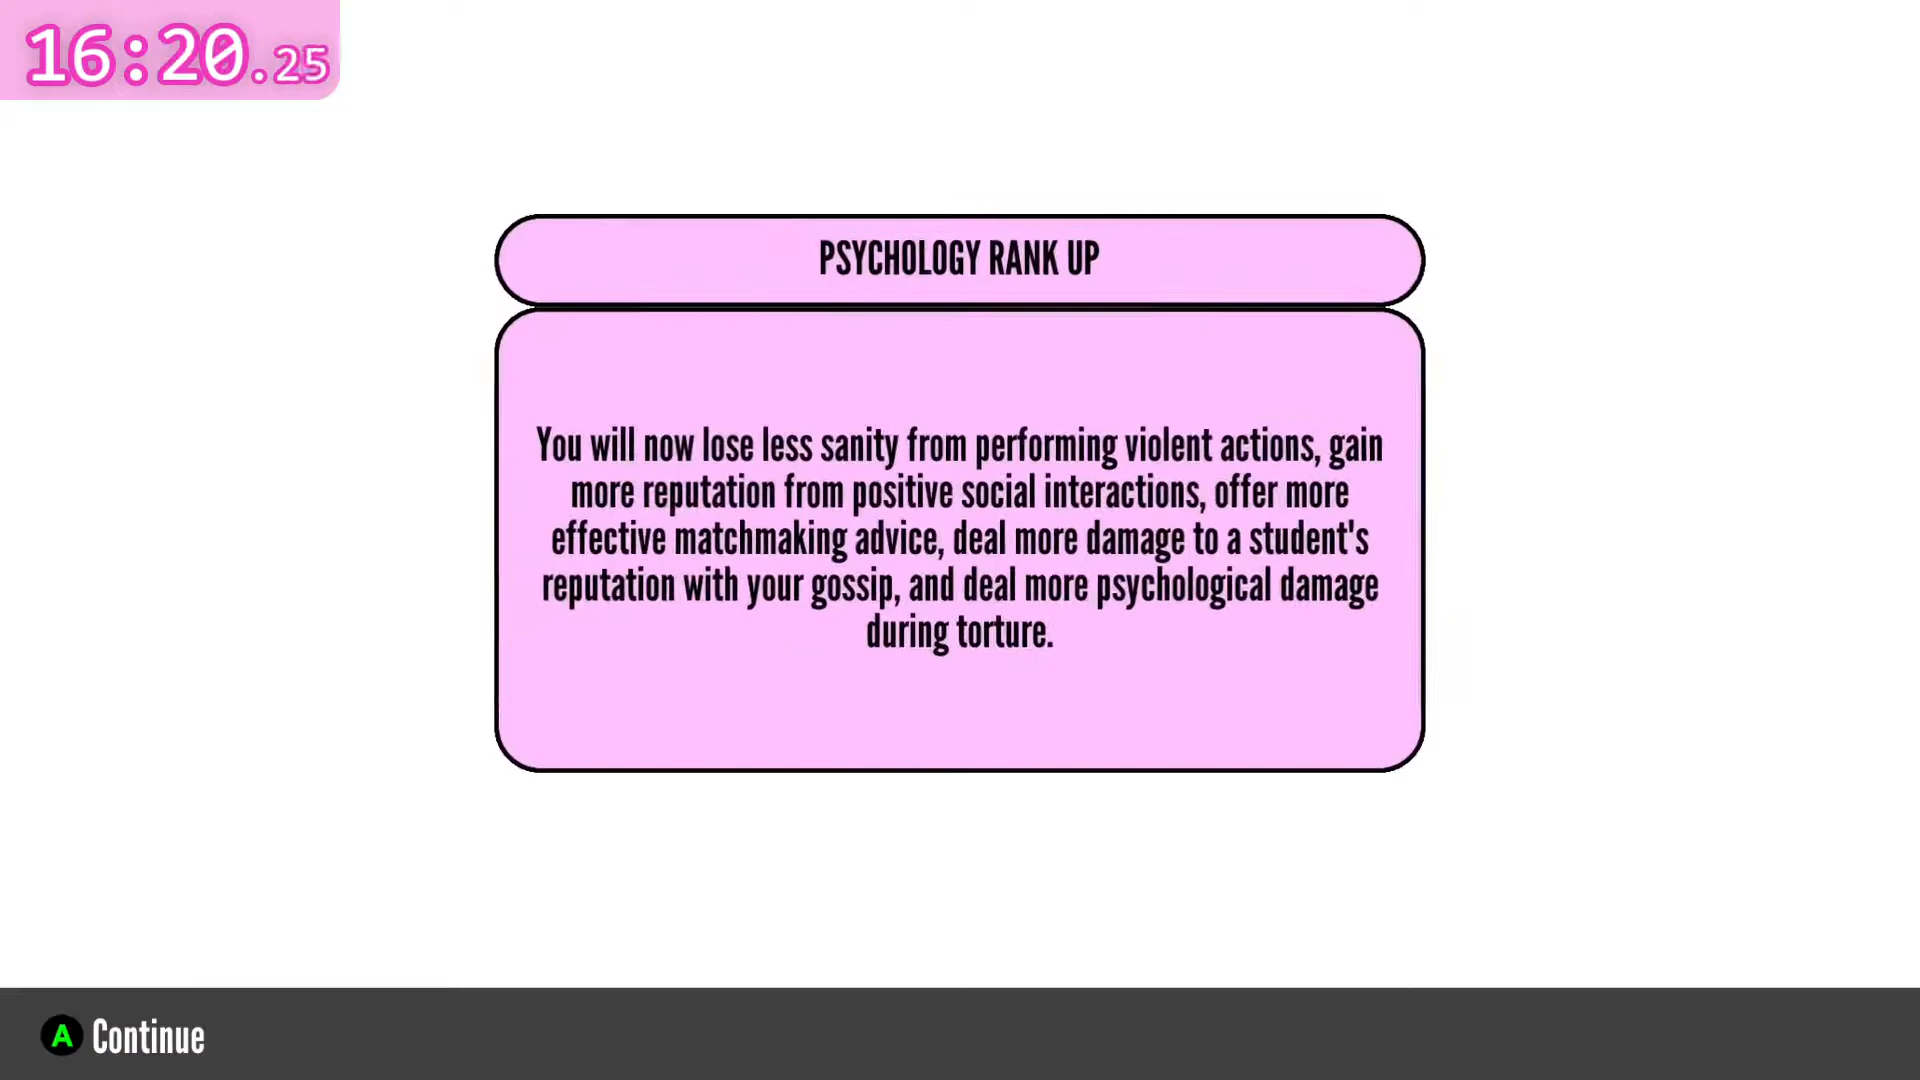 16:20.25
PSYCHOLOGY RANK UP
You will now lose less sanity from performing violent actions, gain
more reputation from positive social interactions, offer more
effective matchmaking advice, deal more damage to a student's
reputation with your gossip, and deal more psychological damage
during torture.
A Continue